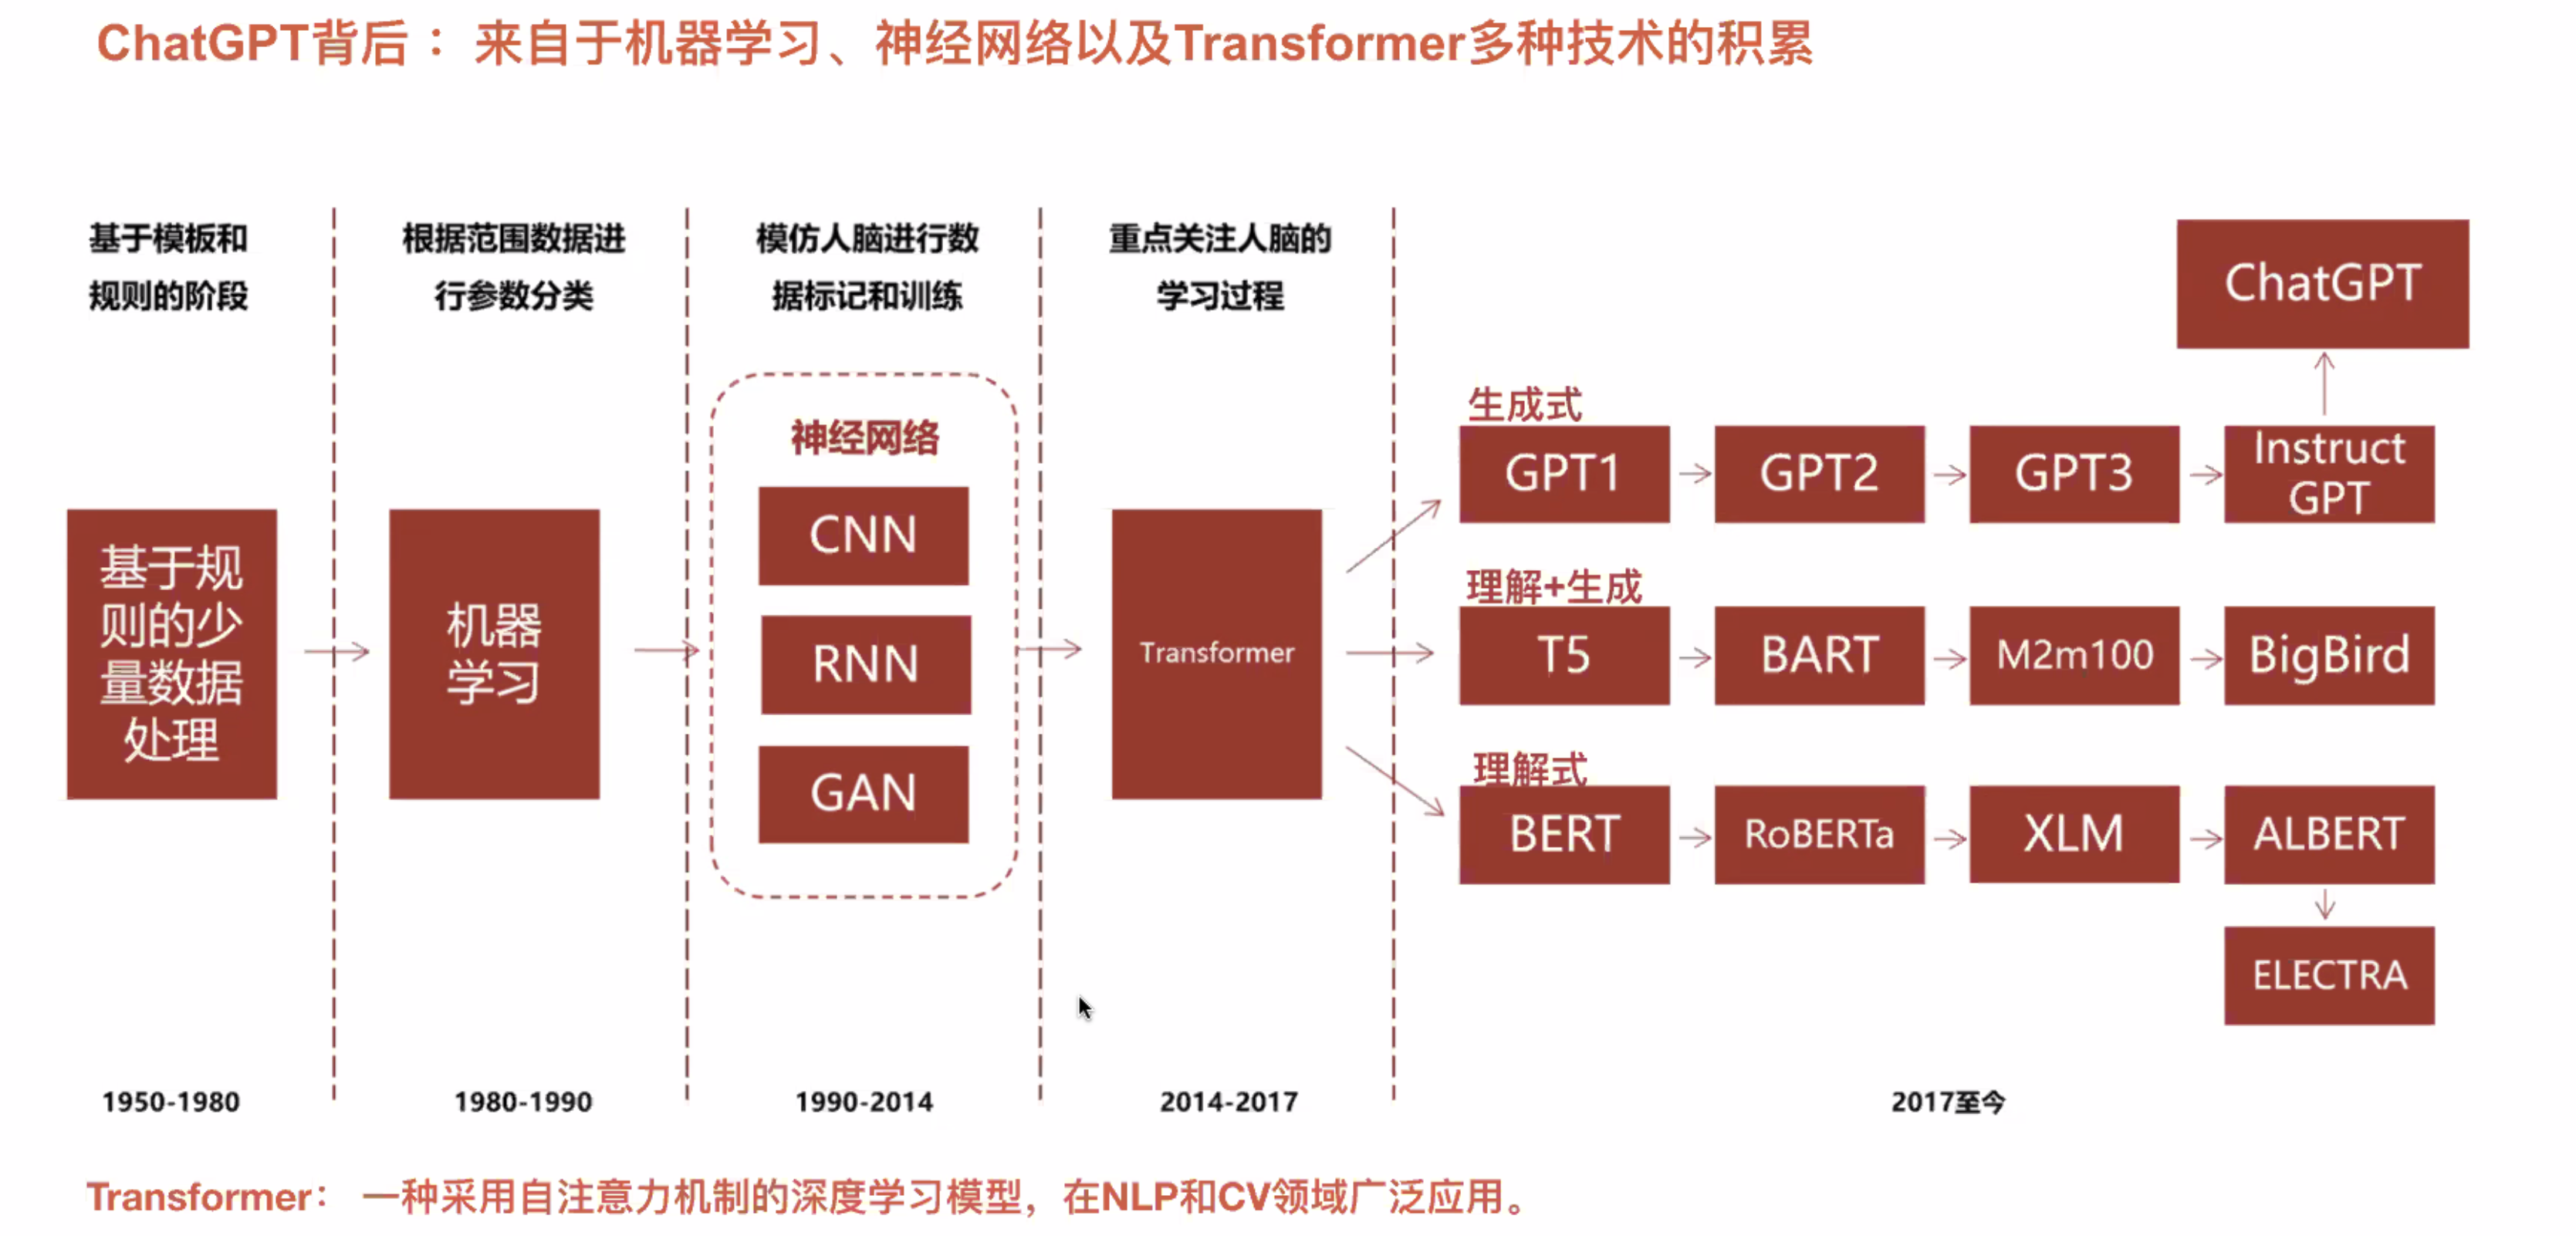 ChatGPT背后：来自于机器学习、神经网络以及Transformer多种技术的积累
基于模板和
规则的阶段
根据范围数据进
行参数分类
模仿人脑进行数
据标记和训练
重点关注人脑的
学习过程
基于规
则的少
量数据
处理
机器
学习
神经网络
CNN
RNN
GAN
Transformer
ChatGPT
生成式
GPT1
GPT2
GPT3
Instruct
GPT
理解+生成
T5
BART
M2m100
BigBird
理解式
BERT
RoBERTa
XLM
ALBERT
ELECTRA
1950-1980
1980-1990
1990-2014
2014-2017
2017至今
Transformer： 一种采用自注意力机制的深度学习模型，在NLP和CV领域广泛应用。